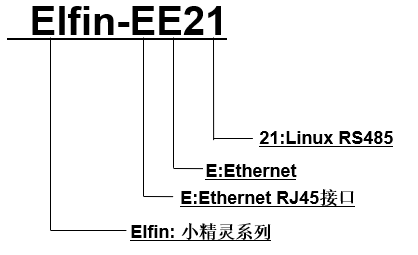 Elfin-EE21
21:Linux RS485
E:Ethernet
E:Ethernet RJ45接口
Elfin: 小精灵系列